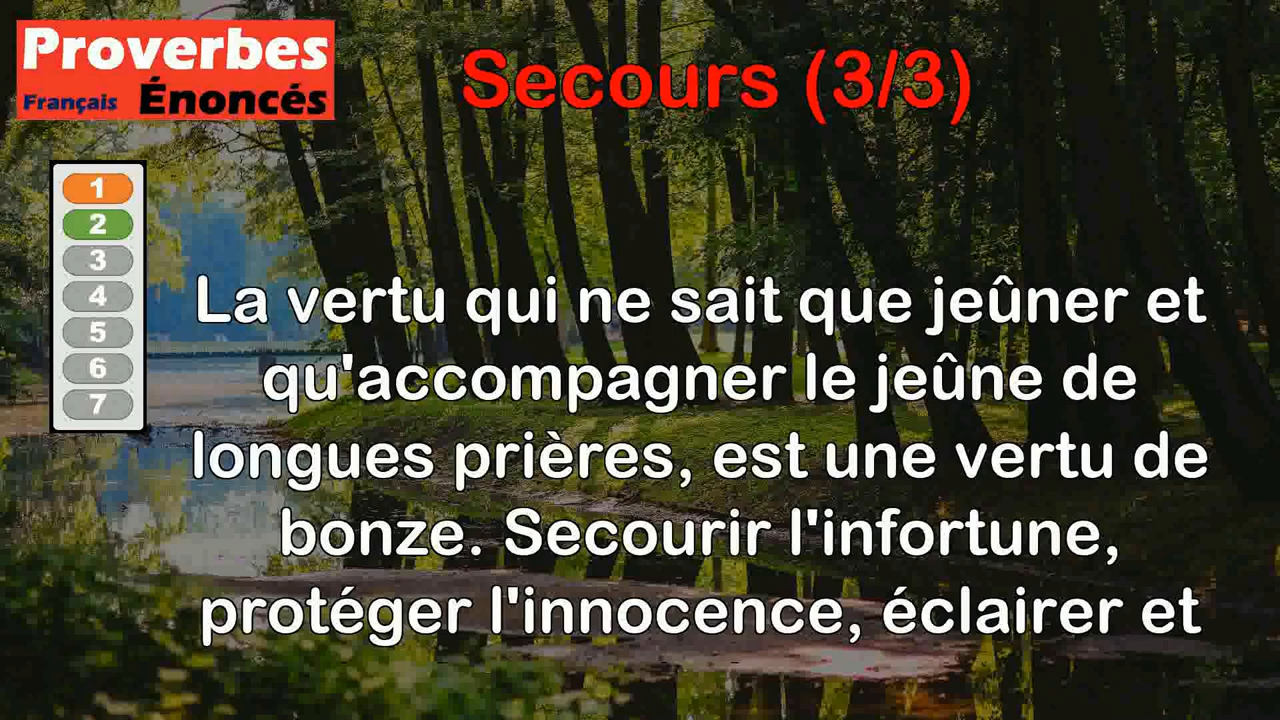 Proverbes
Français Énoncés
Secours (3/3)
1
2
3
4
5
6
7
La vertu qui ne sait que jeûner et
qu'accompagner le jeûne de
longues prières, est une vertu de
bonze. Secourir l'infortune,
protéger l'innocence, éclairer et